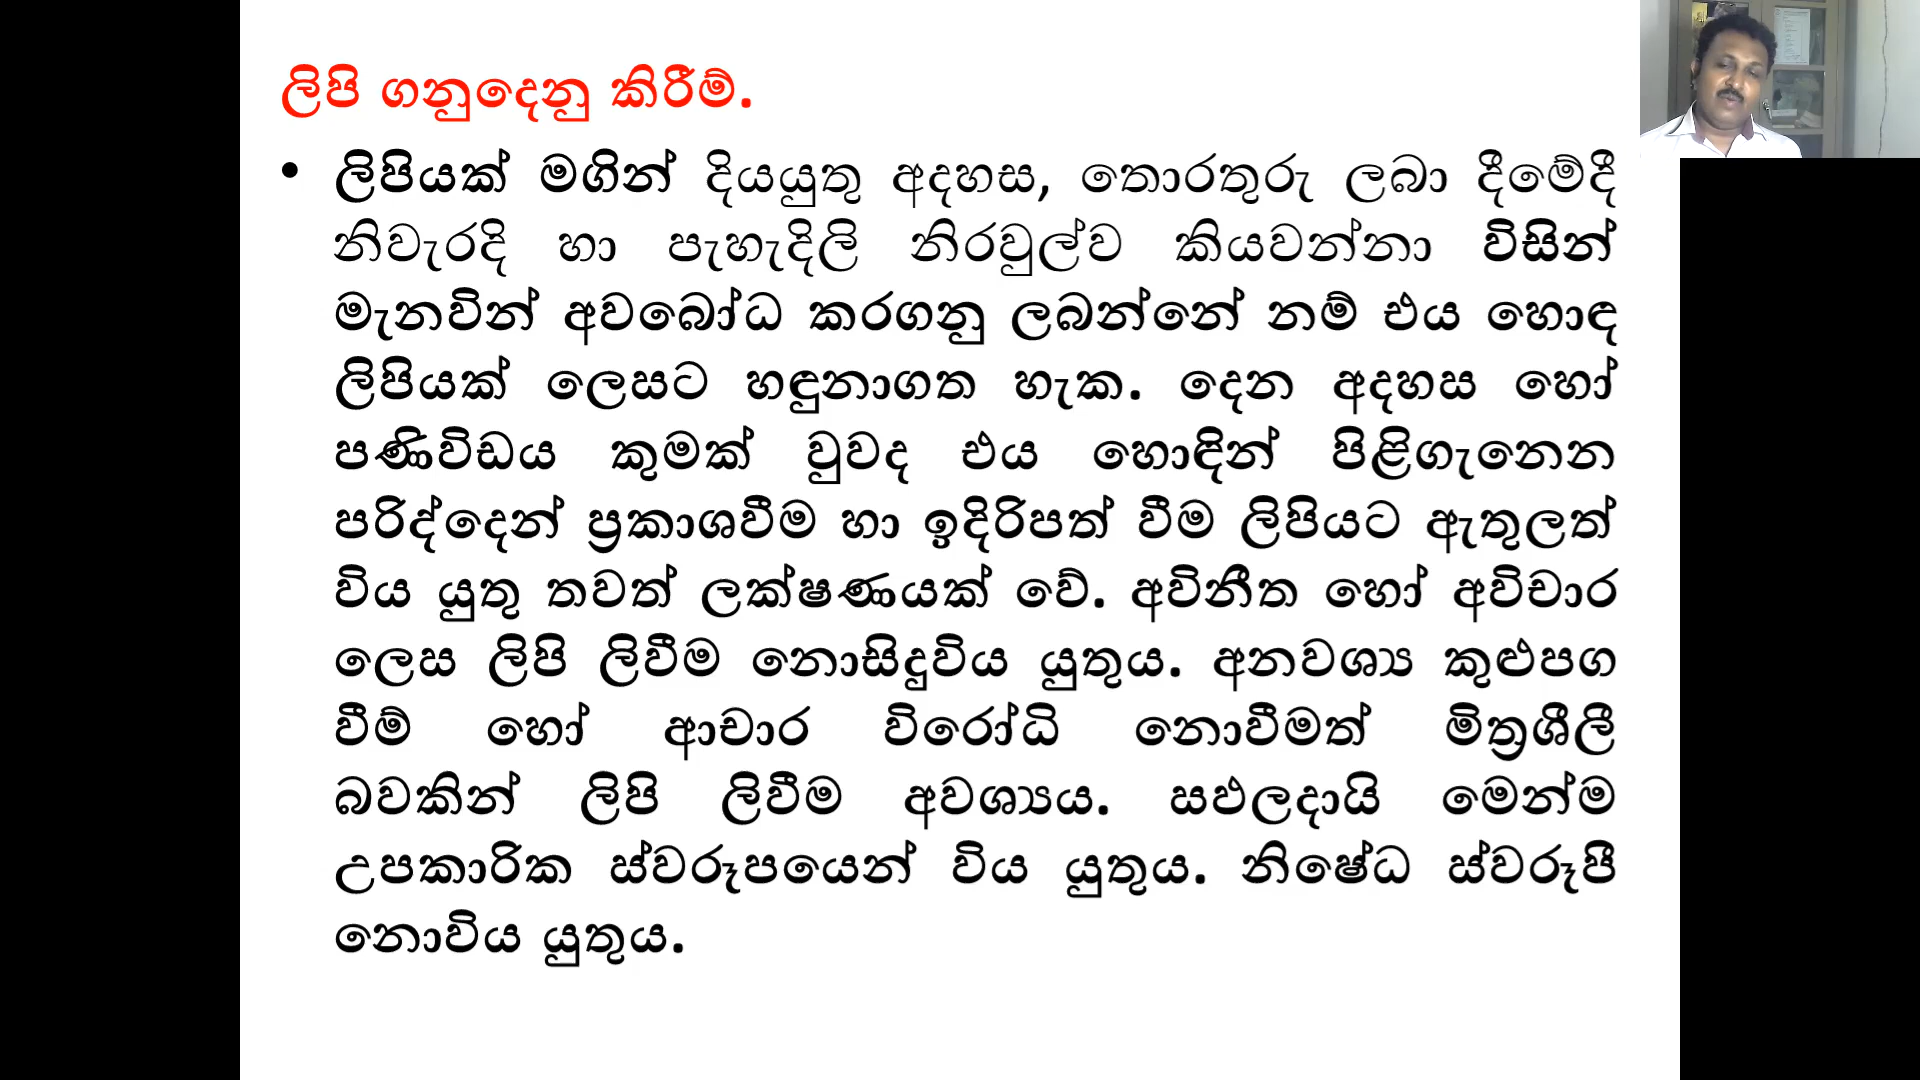 ලිපි ගනුදෙනු කිරීම්.
• ලිපියක් මගින් දියයුතු අදහස, තොරතුරු ලබා දීමේදී
නිවැරදි හා පැහැදිලි නිරවුල්ව කියවන්නා විසින්
මැනවින් අවබෝධ කරගනු ලබන්නේ නම් එය හොඳ
ලිපියක් ලෙසට හඳුනාගත හැක. දෙන අදහස හෝ
පණිවිඩය කුමක් වුවද එය හොඳින් පිළිගැනෙන
පරිද්දෙන් ප්‍රකාශවීම හා ඉදිරිපත් වීම ලිපියට ඇතුලත්
විය යුතු තවත් ලක්ෂණයක් වේ. අවිනීත හෝ අවිචාර
ලෙස ලිපි ලිවීම නොසිදුවිය යුතුය. අනවශ්‍ය කුළුපග
වීම් හෝ ආචාර විරෝධි නොවීමත් මිත්‍රශීලී
බවකින් ලිපි ලිවීම අවශ්‍යය. සඵලදායි මෙන්ම
උපකාරික ස්වරූපයෙන් විය යුතුය. නිෂේධ ස්වරූපී
නොවිය යුතුය.